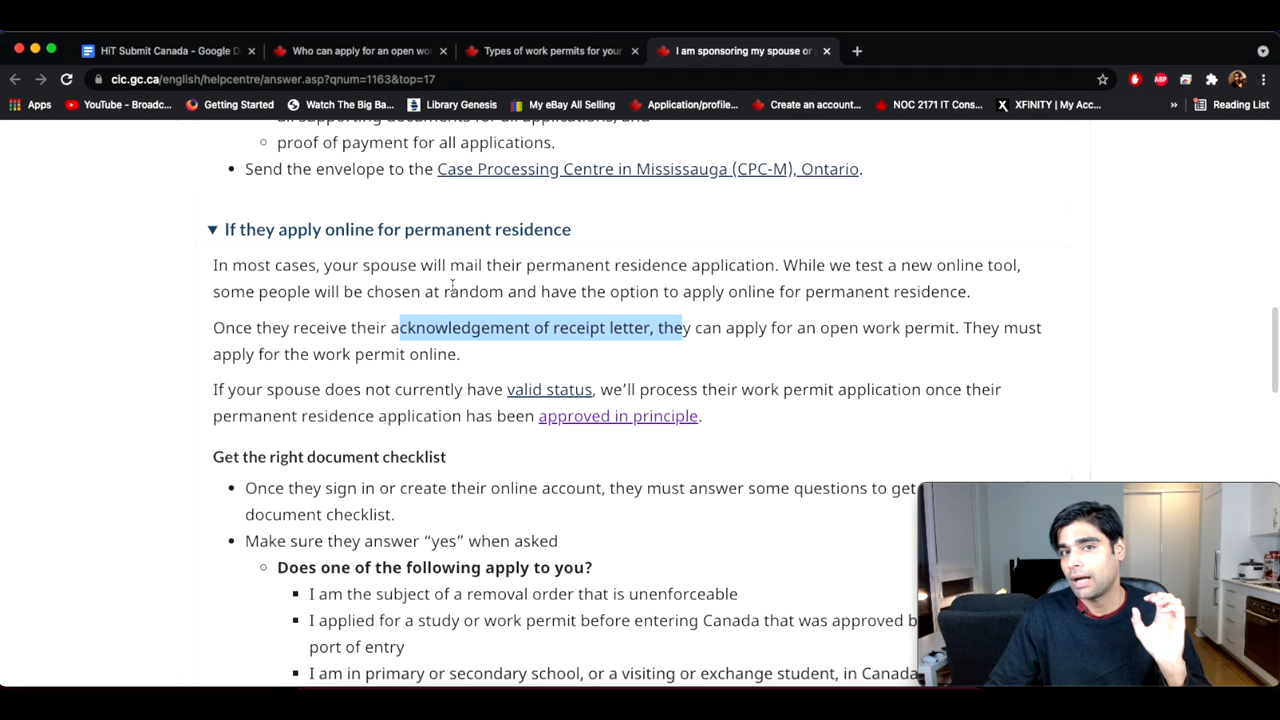 HiT Submit Canada - Google D
Who can apply for an open wo
Types of work permits for your
I am sponsoring my spouse or
cic.gc.ca/english/helpcentre/answer.asp?qnum=1163&top=17
ABP
Apps
YouTube - Broadc...
Getting Started
Watch The Big Ba...
Library Genesis
My eBay All Selling
Application/profile...
Create an account...
NOC 2171 IT Cons...
XFINITY | My Acc...
»
Reading List
all supporting documents for all applications, and
proof of payment for all applications.
Send the envelope to the Case Processing Centre in Mississauga (CPC-M), Ontario.
If they apply online for permanent residence
In most cases, your spouse will mail their permanent residence application. While we test a new online tool,
some people will be chosen at random and have the option to apply online for permanent residence.
Once they receive their acknowledgement of receipt letter, they can apply for an open work permit. They must
apply for the work permit online.
If your spouse does not currently have valid status, we’ll process their work permit application once their
permanent residence application has been approved in principle.
Get the right document checklist
Once they sign in or create their online account, they must answer some questions to get
document checklist.
Make sure they answer “yes” when asked
Does one of the following apply to you?
I am the subject of a removal order that is unenforceable
I applied for a study or work permit before entering Canada that was approved b
port of entry
I am in primary or secondary school, or a visiting or exchange student, in Canada